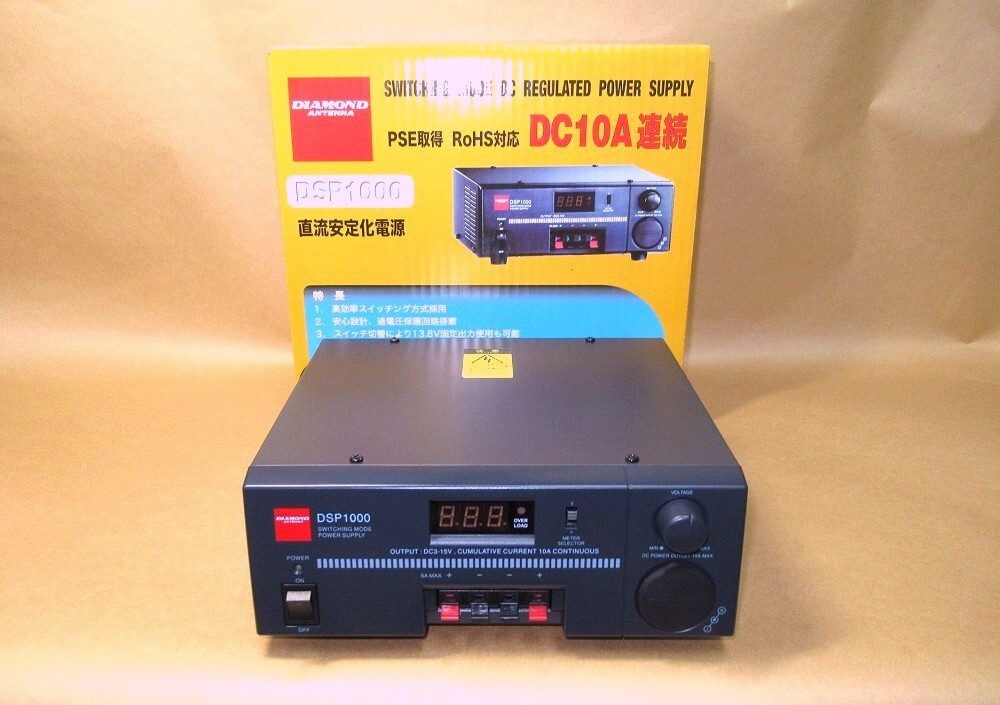 DIAMOND
ANTENNA
SWITCHING MODE DC REGULATED POWER SUPPLY
PSE取得 RoHS対応 DC10A連続
DSP1000
直流安定化電源
DSP1000
特長
1. 高効率スイッチング方式採用
2. 安心設計、過電圧保護回路搭載
3. スイッチ切替により13.8V固定出力使用も可能
DIAMOND
ANTENNA
DSP1000
SWITCHING MODE
POWER SUPPLY
8.8.8.
OVER
LOAD
V
A
METER
SELECTOR
VOLTAGE
MIN
MAX
DC POWER OUTLET 10A MAX
OUTPUT : DC3-15V , CUMULATIVE CURRENT 10A CONTINUOUS
POWER
ON
OFF
6A MAX + − − +